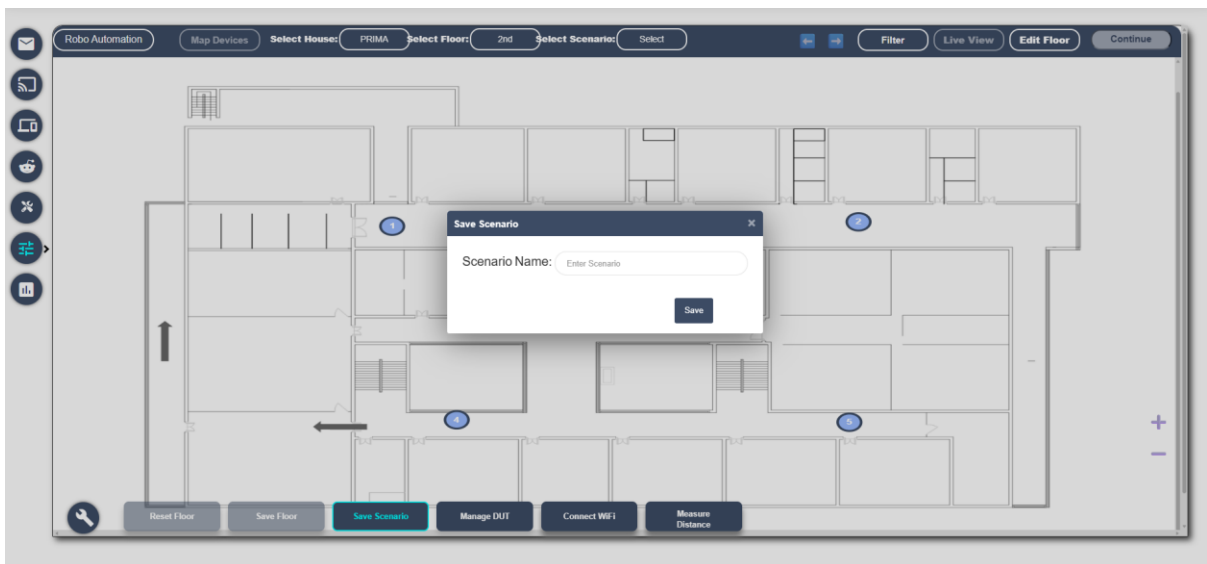 Robo Automation
Map Devices
Select House:
PRIMA
Select Floor:
2nd
Select Scenario:
Select
Filter
Live View
Edit Floor
Continue
1
2
Save Scenario
×
Scenario Name:
Enter Scenario
Save
4
5
Reset Floor
Save Floor
Save Scenario
Manage DUT
Connect WiFi
Measure
Distance